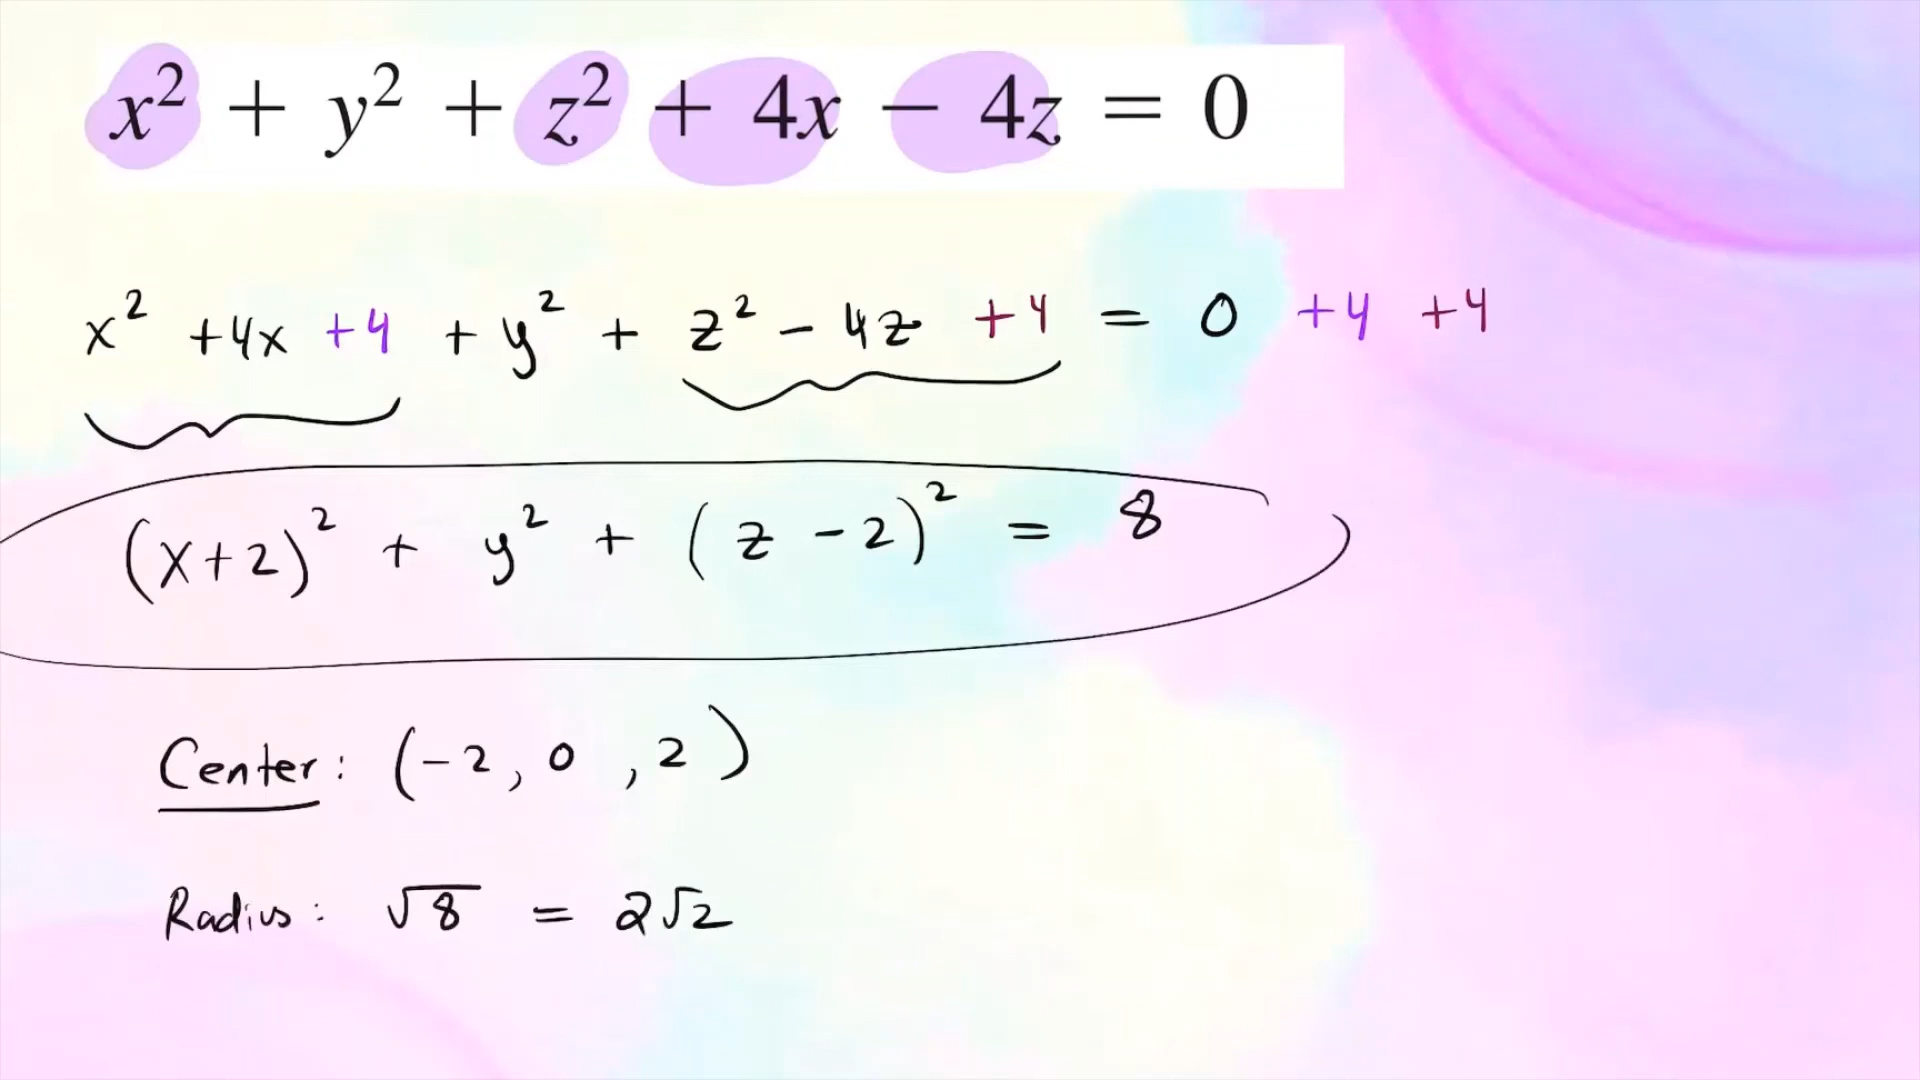 x² + y² + z² + 4x − 4z = 0
x² +4x +4 + y² + z² − 4z +4 = 0 +4 +4
(x+2)² + y² + (z − 2)² = 8
Center: (−2, 0, 2)
Radius: √8 = 2√2